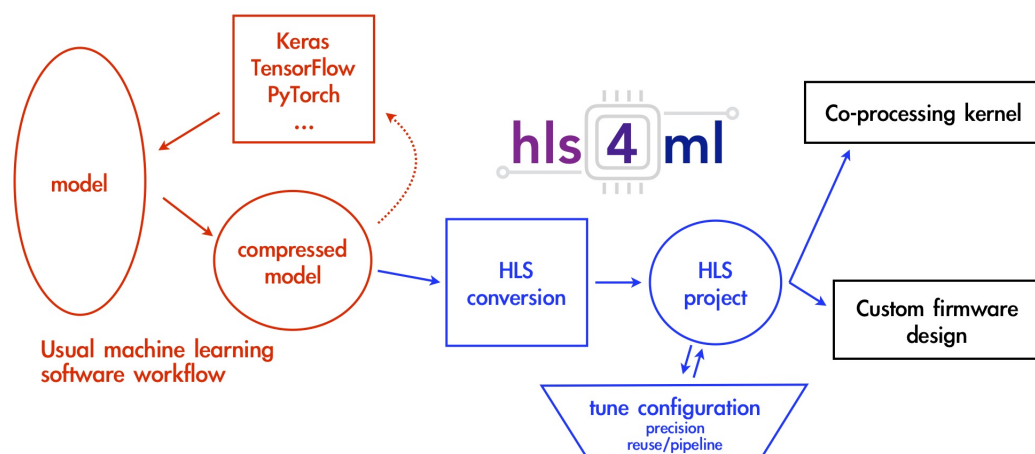 Keras
TensorFlow
PyTorch
...
model
compressed
model
Usual machine learning
software workflow
hls 4 ml
HLS
conversion
HLS
project
tune configuration
precision
reuse/pipeline
Co-processing kernel
Custom firmware
design